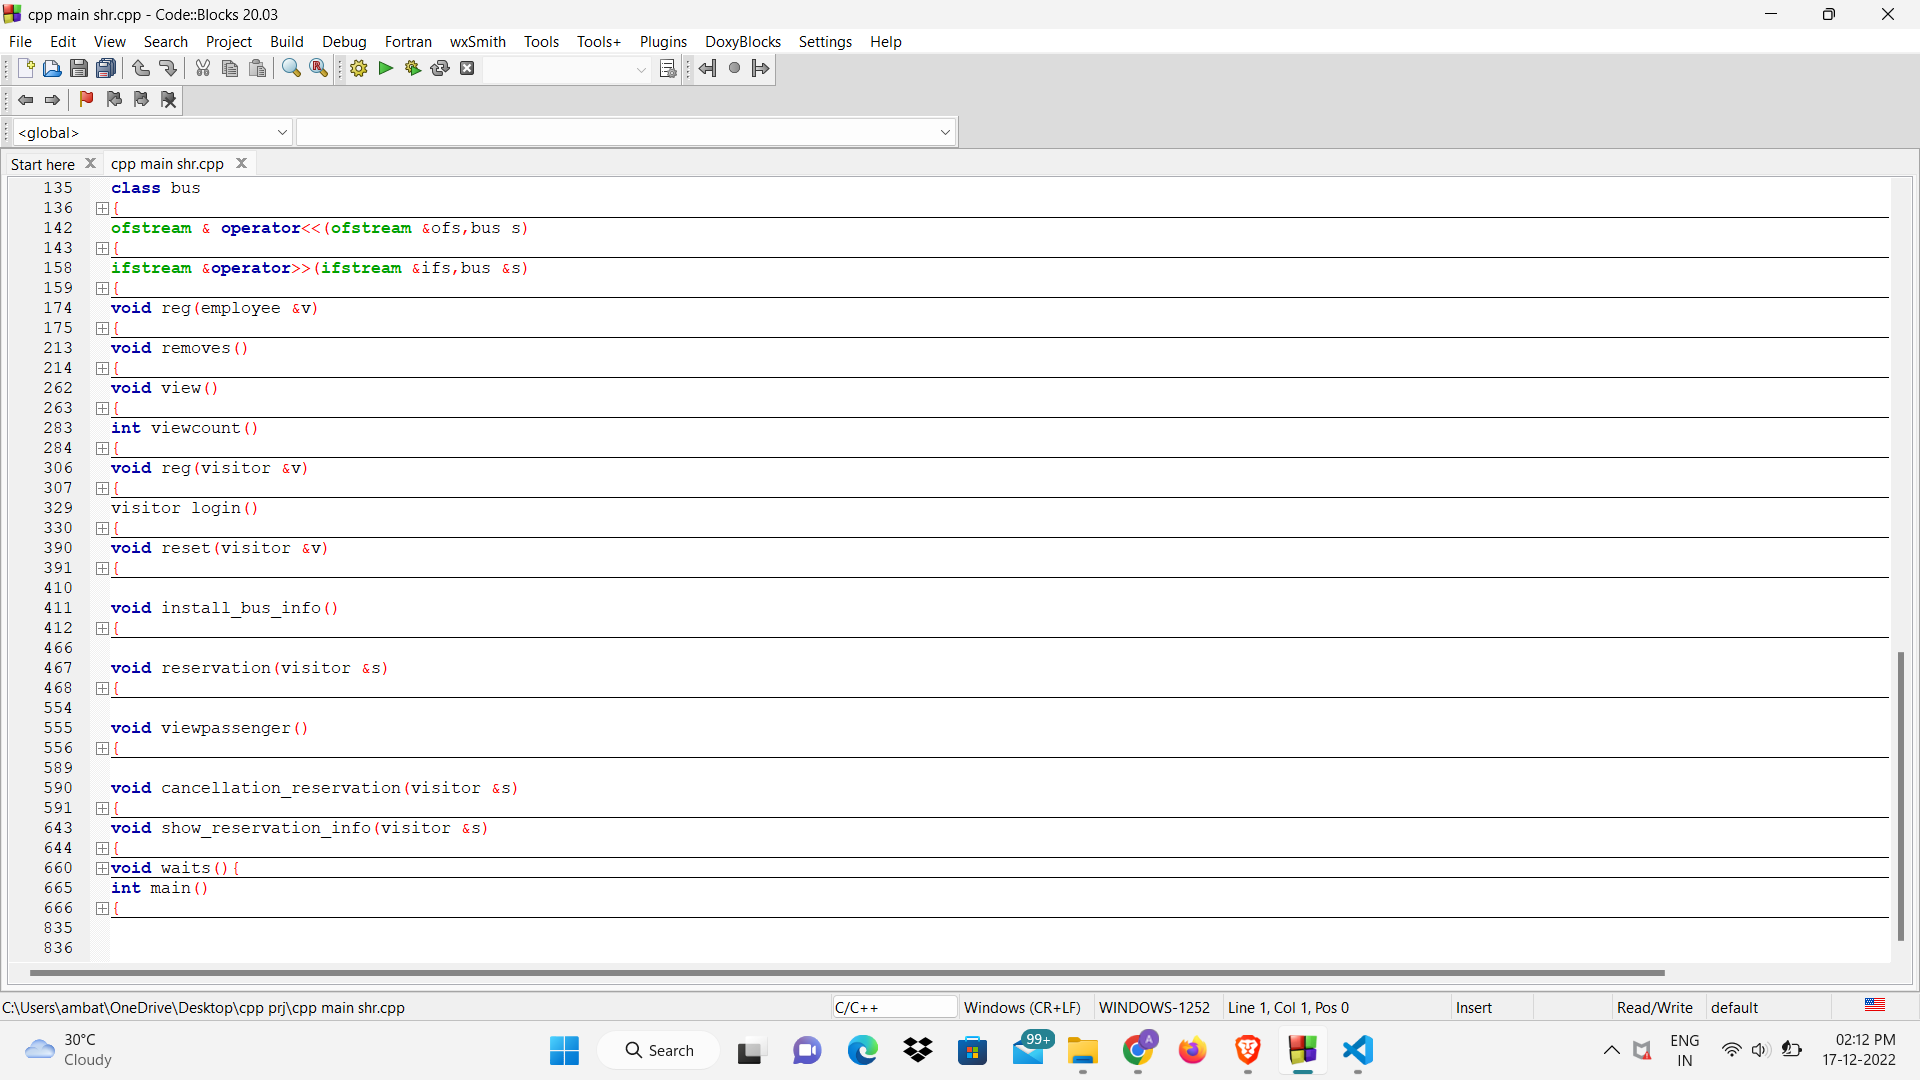 cpp main shr.cpp - Code::Blocks 20.03
File Edit View Search Project Build Debug Fortran wxSmith Tools Tools+ Plugins DoxyBlocks Settings Help
<global>
Start here cpp main shr.cpp
135 class bus
136 {
142 ofstream & operator<<(ofstream &ofs,bus s)
143 {
158 ifstream &operator>>(ifstream &ifs,bus &s)
159 {
174 void reg(employee &v)
175 {
213 void removes()
214 {
262 void view()
263 {
283 int viewcount()
284 {
306 void reg(visitor &v)
307 {
329 visitor login()
330 {
390 void reset(visitor &v)
391 {
410
411 void install_bus_info()
412 {
466
467 void reservation(visitor &s)
468 {
554
555 void viewpassenger()
556 {
589
590 void cancellation_reservation(visitor &s)
591 {
643 void show_reservation_info(visitor &s)
644 {
660 void waits(){
665 int main()
666 {
835
836
C:\Users\ambat\OneDrive\Desktop\cpp prj\cpp main shr.cpp C/C++ Windows (CR+LF) WINDOWS-1252 Line 1, Col 1, Pos 0 Insert Read/Write default
30°C
Cloudy
Search
99+
A
ENG
IN
02:12 PM
17-12-2022